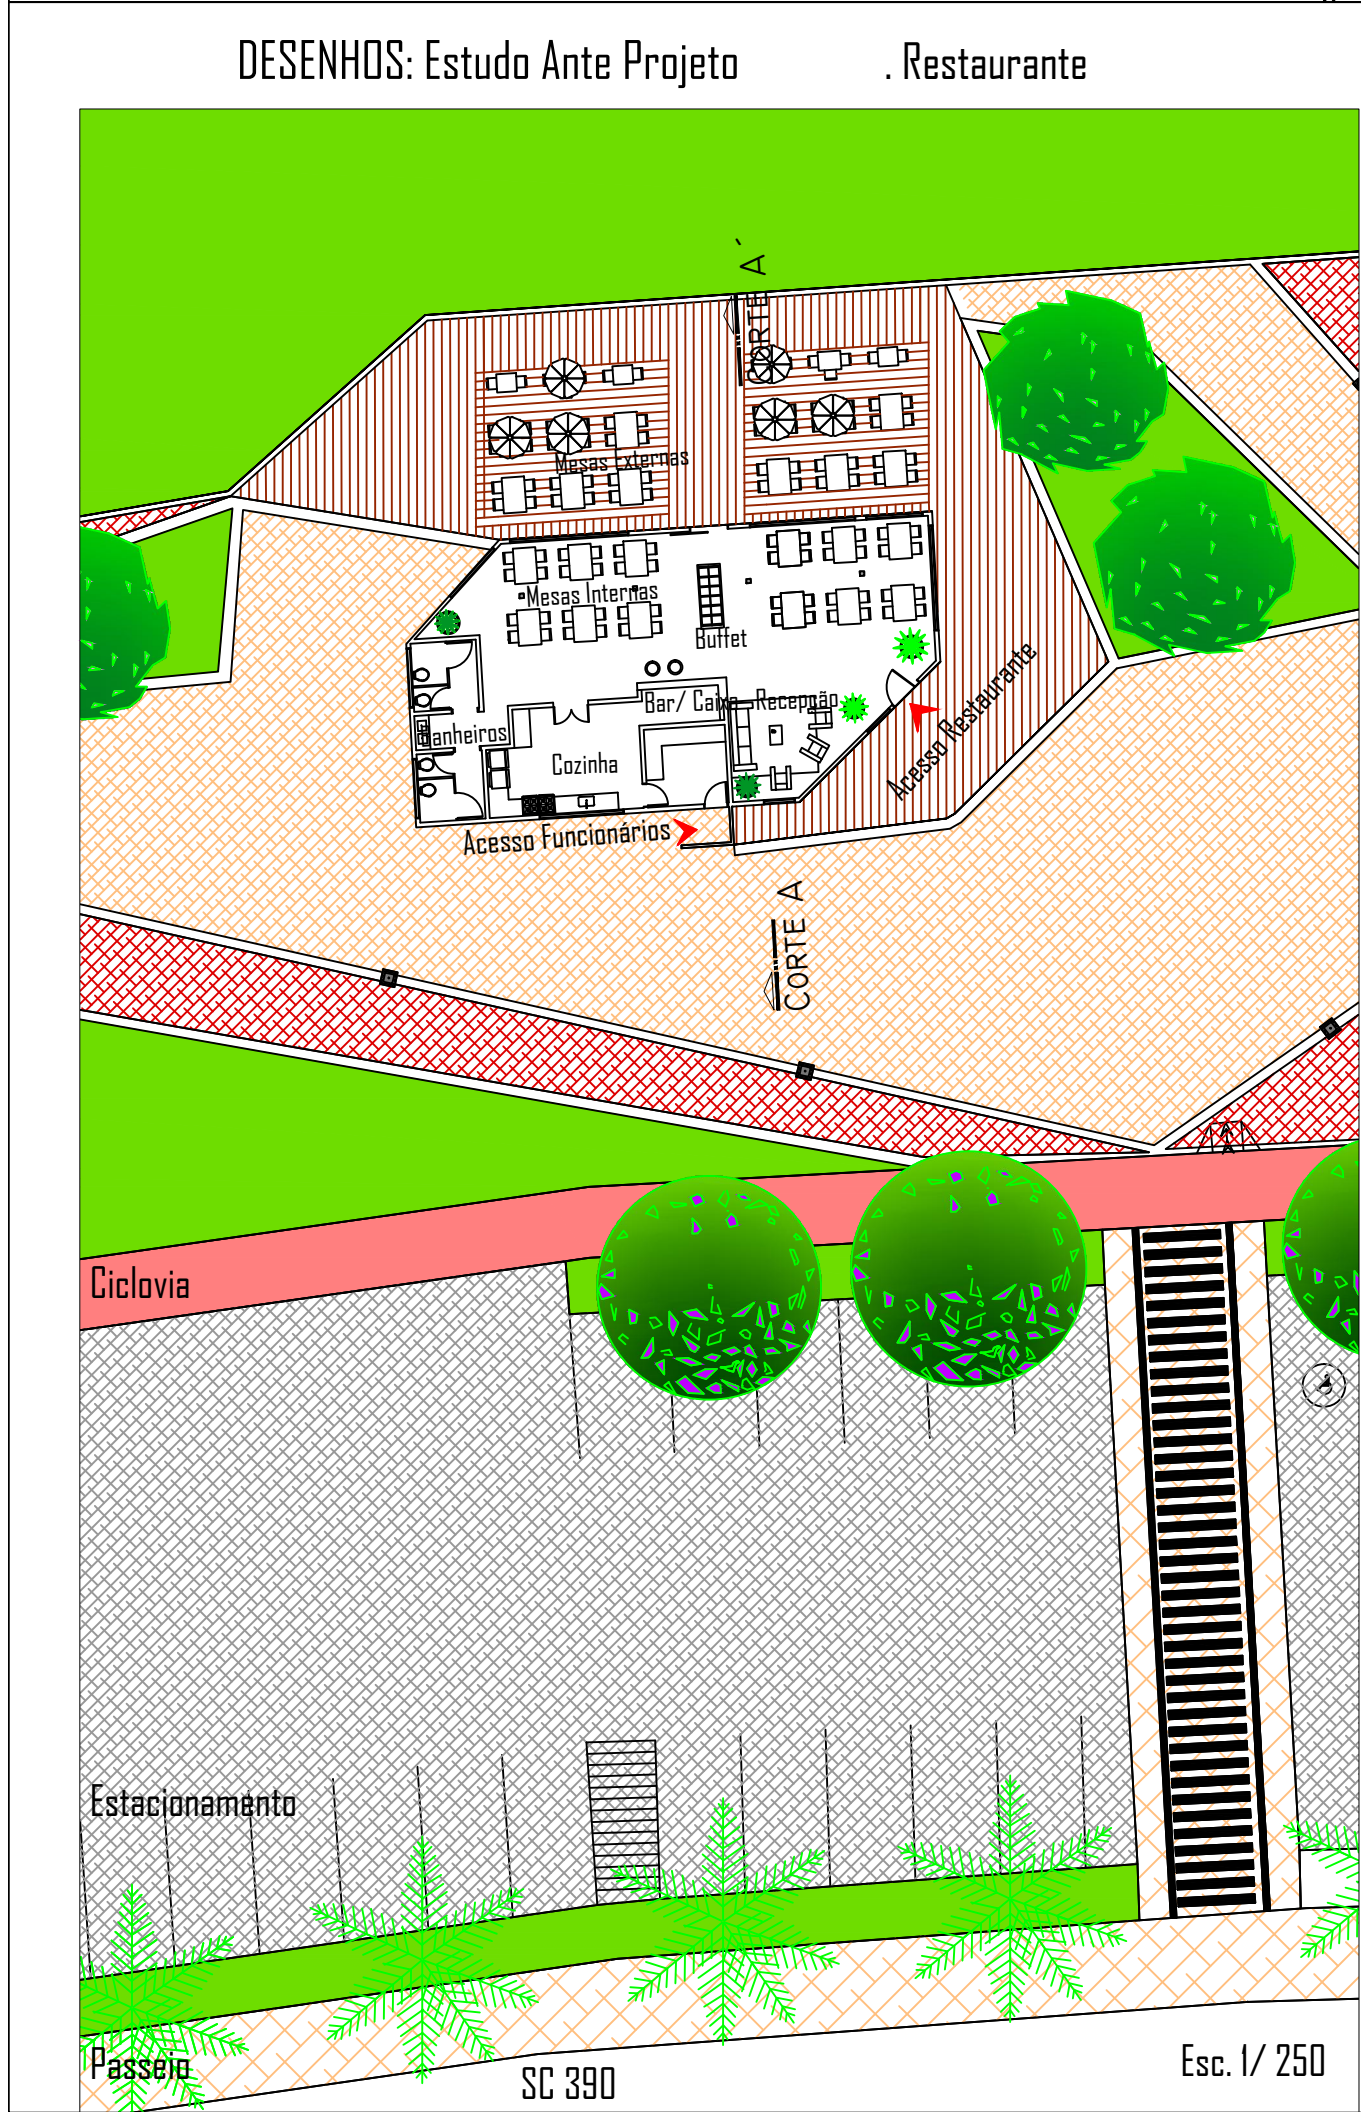 DESENHOS: Estudo Ante Projeto . Restaurante
CORTE A´
Mesas Externas
Mesas Internas
Buffet
Bar/ Caixa
Recepção
Banheiros
Cozinha
Acesso Restaurante
Acesso Funcionários
CORTE A
Ciclovia
Estacionamento
Passeio
SC 390
Esc. 1/ 250